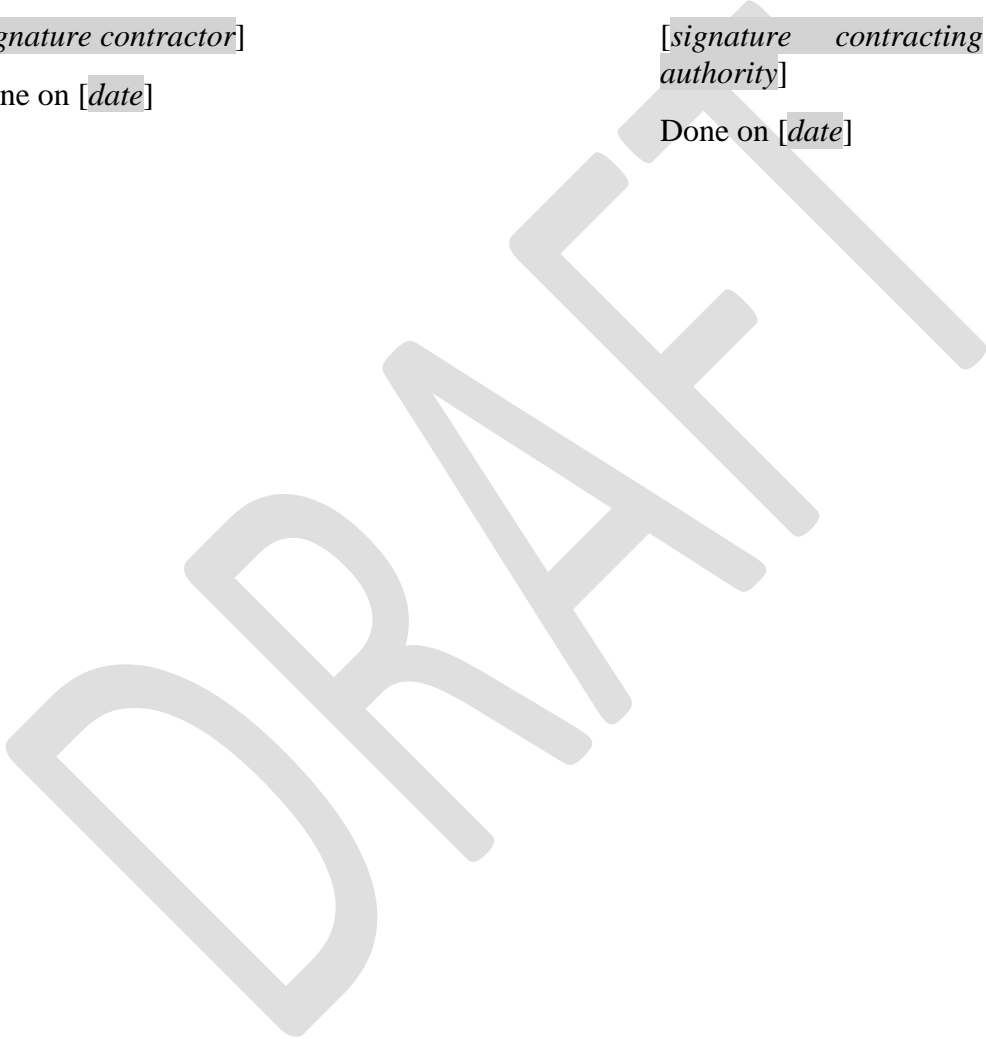 gnature contractor]
ne on [date]
[signature contracting
authority]
Done on [date]
DRAFT